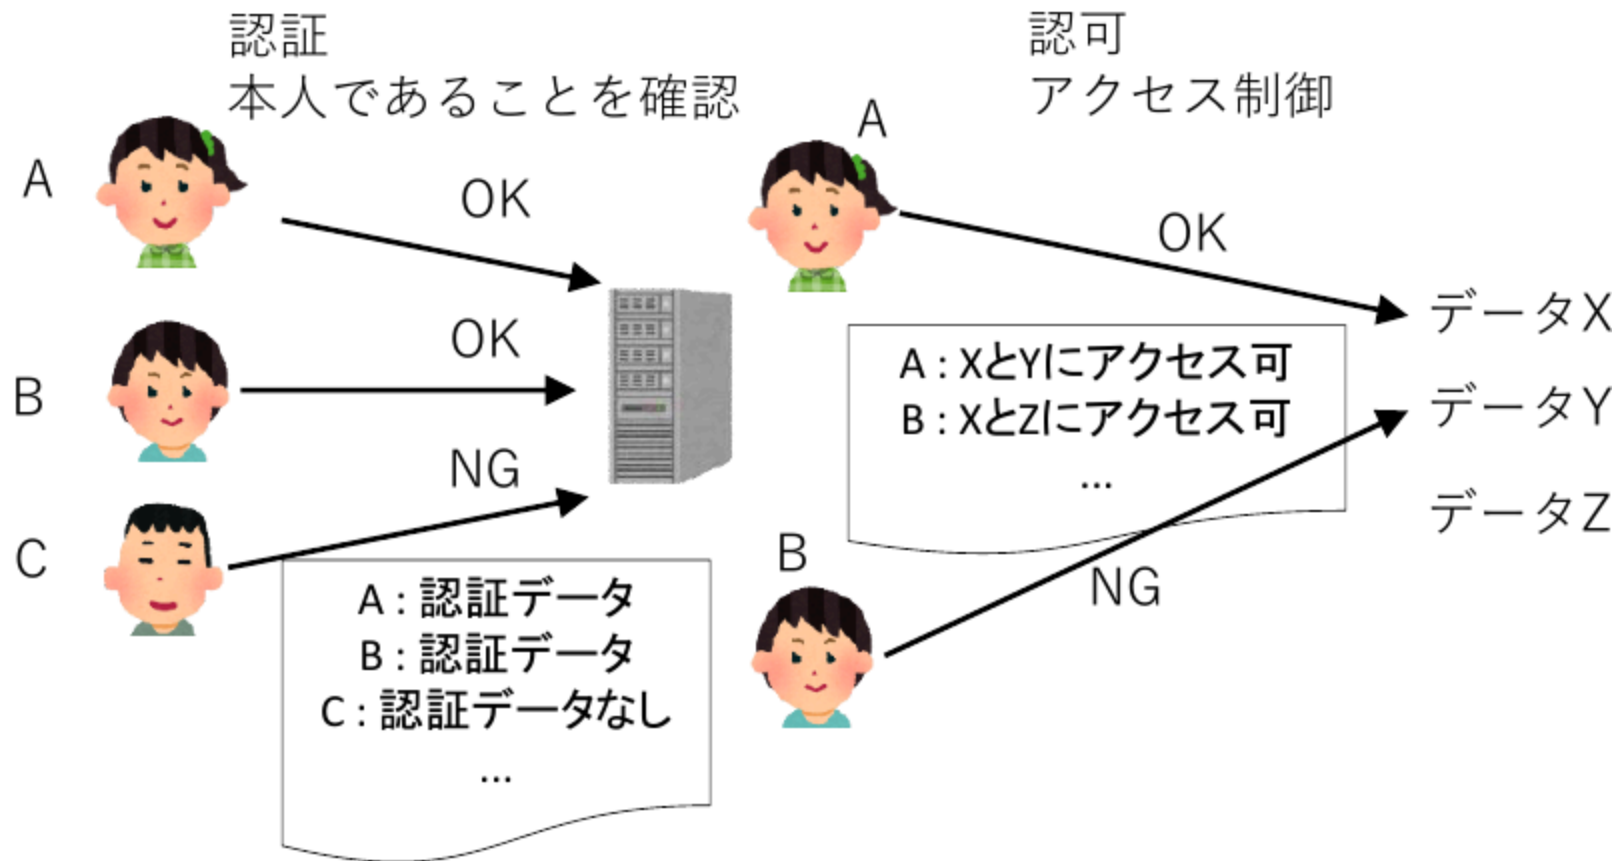 認証
本人であることを確認
A
OK
B
OK
C
NG
A : 認証データ
B : 認証データ
C : 認証データなし
...
認可
アクセス制御
A
OK
データX
A : XとYにアクセス可
B : XとZにアクセス可
...
データY
データZ
B
NG